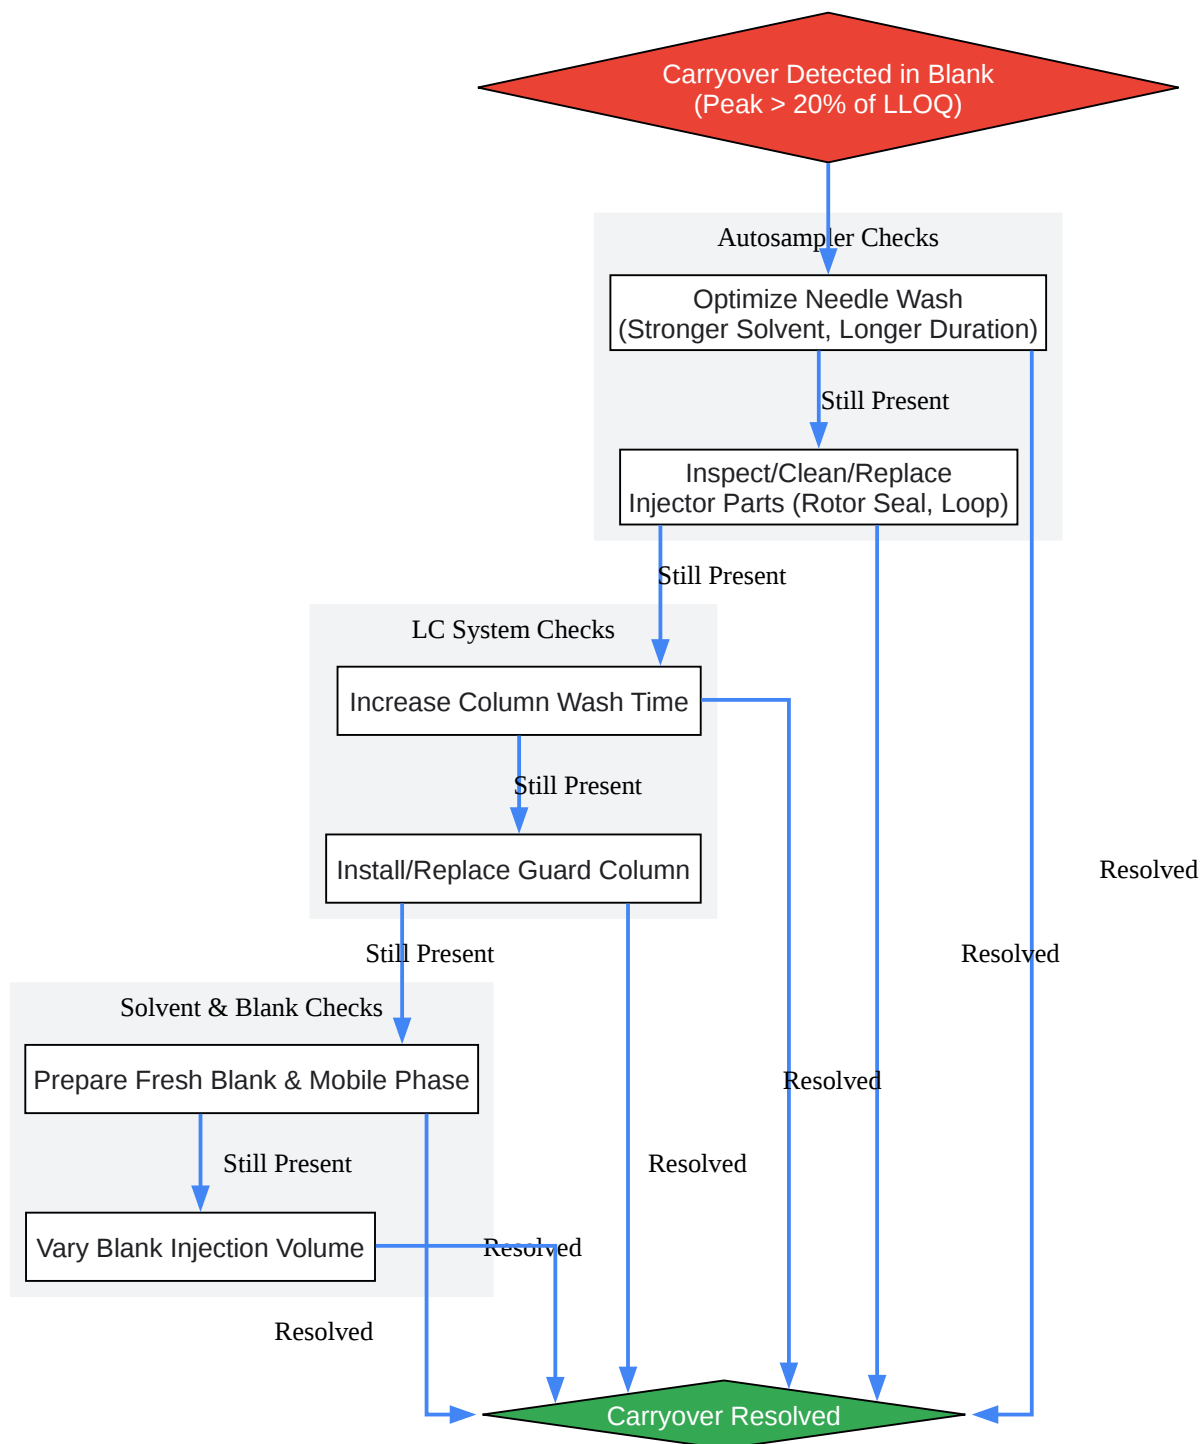 Carryover Detected in Blank
(Peak > 20% of LLOQ)
Autosampler Checks
Optimize Needle Wash
(Stronger Solvent, Longer Duration)
Still Present
Inspect/Clean/Replace
Injector Parts (Rotor Seal, Loop)
Still Present
LC System Checks
Increase Column Wash Time
Still Present
Install/Replace Guard Column
Resolved
Still Present
Resolved
Solvent & Blank Checks
Prepare Fresh Blank & Mobile Phase
Resolved
Still Present
Resolved
Vary Blank Injection Volume
Resolved
Resolved
Carryover Resolved